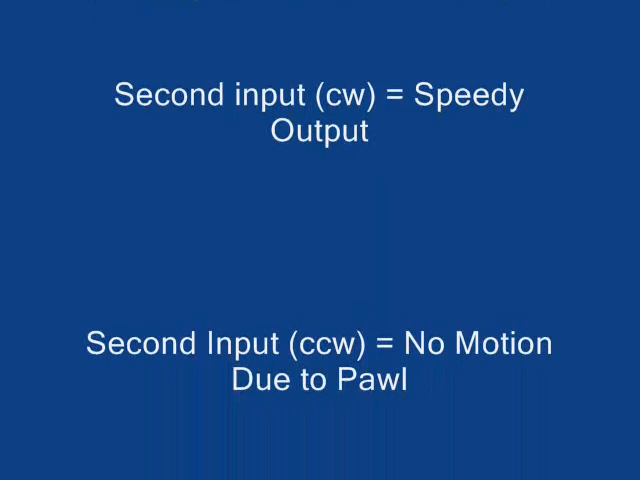 Second input (cw) = Speedy
Output
Second Input (ccw) = No Motion
Due to Pawl